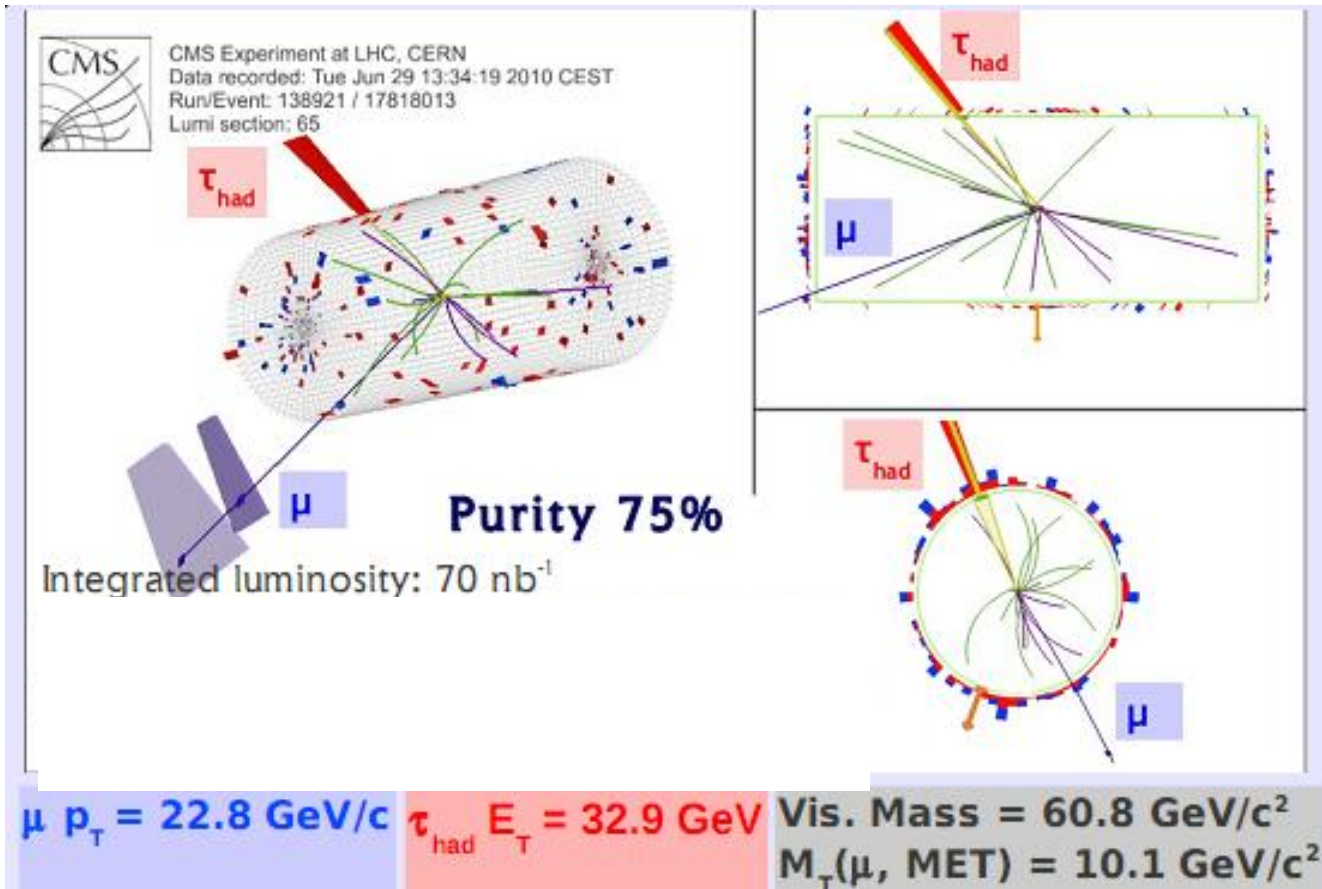 CMS
CMS Experiment at LHC, CERN
Data recorded: Tue Jun 29 13:34:19 2010 CEST
Run/Event: 138921 / 17818013
Lumi section: 65
τhad
μ
Purity 75%
Integrated luminosity: 70 nb⁻¹
τhad
μ
τhad
μ
μ pT = 22.8 GeV/c
τhad ET = 32.9 GeV
Vis. Mass = 60.8 GeV/c²
MT(μ, MET) = 10.1 GeV/c²